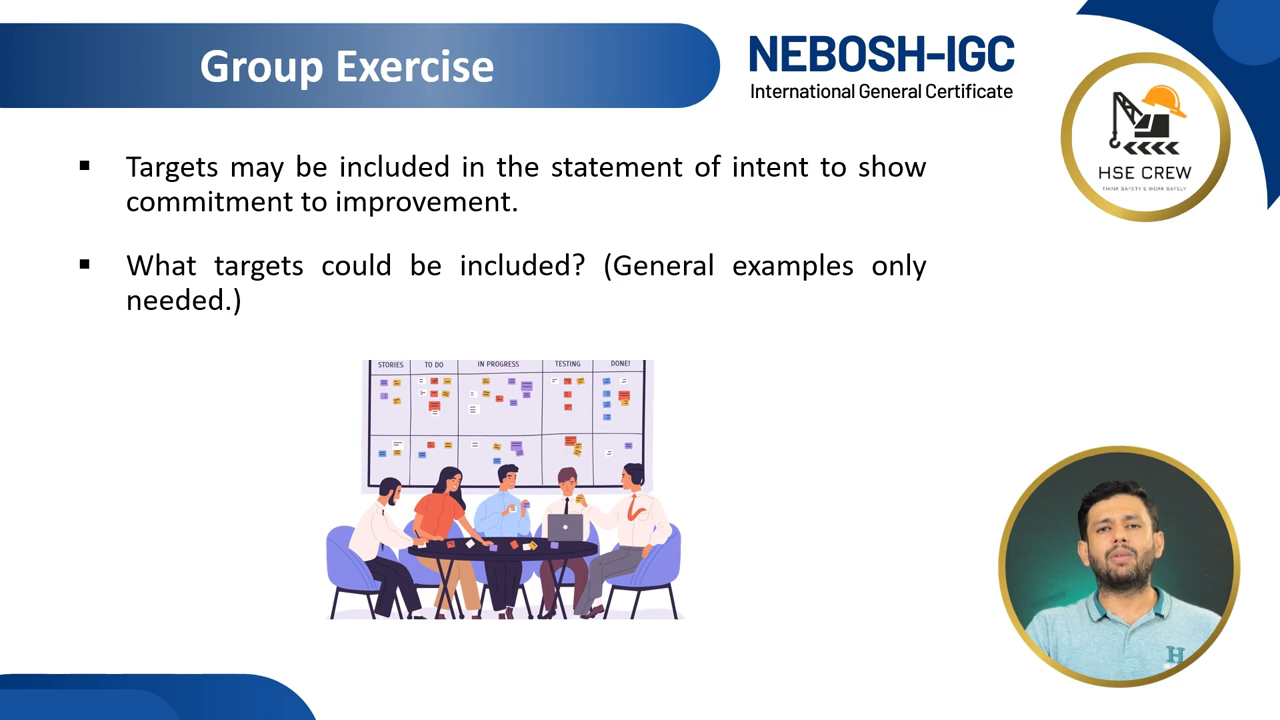 Group Exercise
NEBOSH-IGC
International General Certificate
HSE CREW
THINK SAFETY & WORK SAFELY
▪ Targets may be included in the statement of intent to show
commitment to improvement.
▪ What targets could be included? (General examples only
needed.)
STORIES TO DO IN PROGRESS TESTING DONE!
H